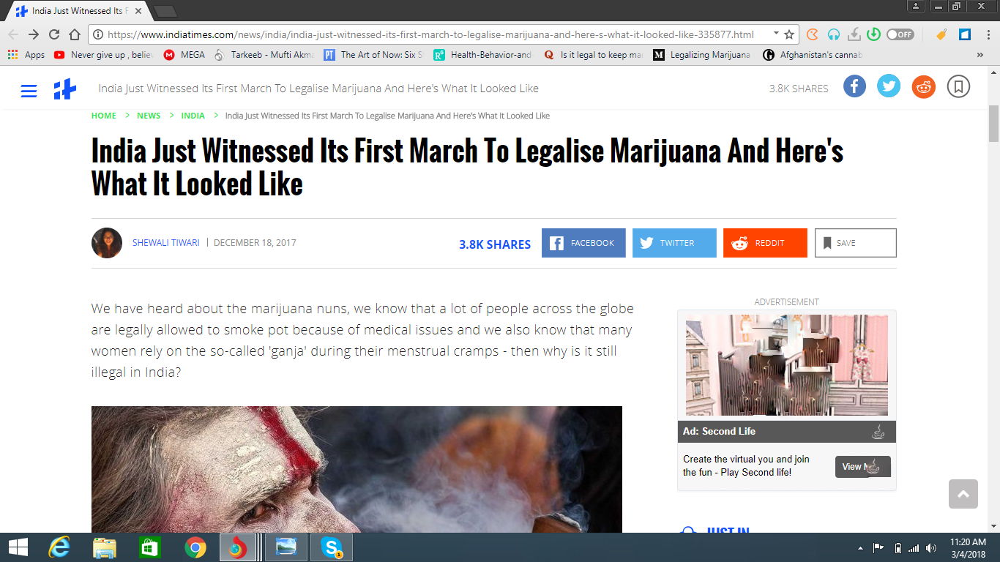 India Just Witnessed Its F
https://www.indiatimes.com/news/india/india-just-witnessed-its-first-march-to-legalise-marijuana-and-here-s-what-it-looked-like-335877.html
OFF
Apps Never give up , believ MEGA Tarkeeb - Mufti Akma The Art of Now: Six S Health-Behavior-and- Is it legal to keep ma Legalizing Marijuana Afghanistan's cannab »
India Just Witnessed Its First March To Legalise Marijuana And Here's What It Looked Like 3.8K SHARES
HOME > NEWS > INDIA > India Just Witnessed Its First March To Legalise Marijuana And Here's What It Looked Like
India Just Witnessed Its First March To Legalise Marijuana And Here's
What It Looked Like
SHEWALI TIWARI | DECEMBER 18, 2017 3.8K SHARES FACEBOOK TWITTER REDDIT SAVE
We have heard about the marijuana nuns, we know that a lot of people across the globe
are legally allowed to smoke pot because of medical issues and we also know that many
women rely on the so-called 'ganja' during their menstrual cramps - then why is it still
illegal in India?
ADVERTISEMENT
Ad: Second Life
Create the virtual you and join
the fun - Play Second life!
View
JUST IN
11:20 AM
3/4/2018